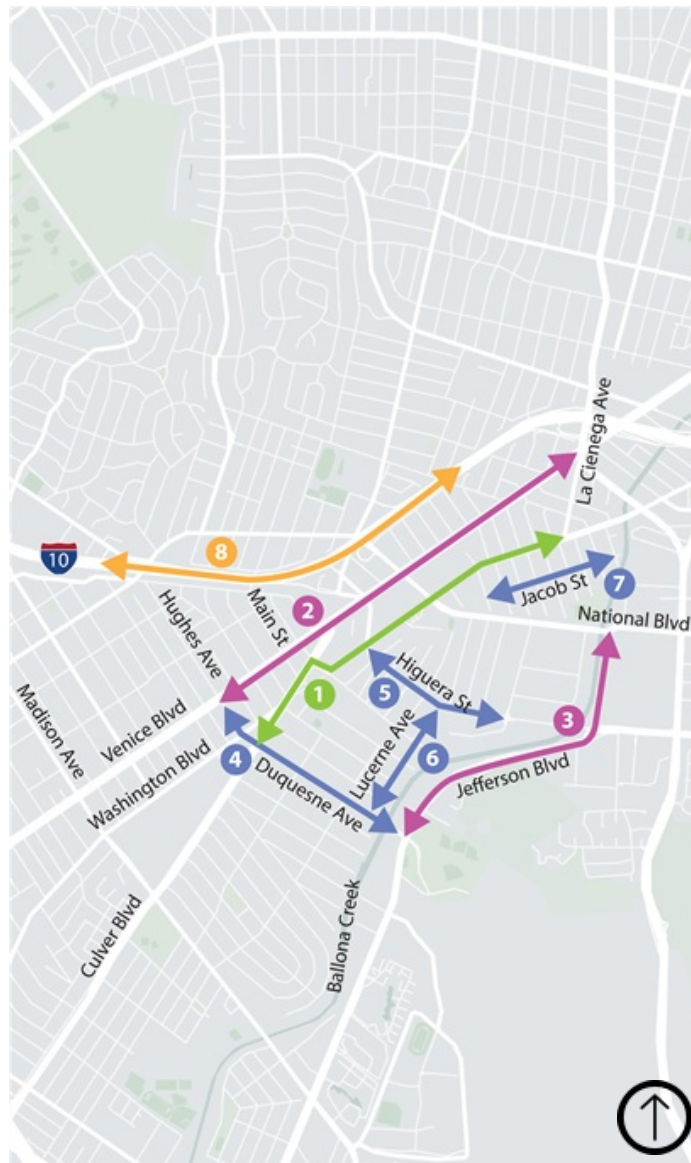 La Cienega Ave
10
8
Jacob St
7
Main St
2
National Blvd
Hughes Ave
Higuera St
1
5
Madison Ave
3
Venice Blvd
Lucerne Ave
4
6
Washington Blvd
Duquesne Ave
Jefferson Blvd
Culver Blvd
Ballona Creek